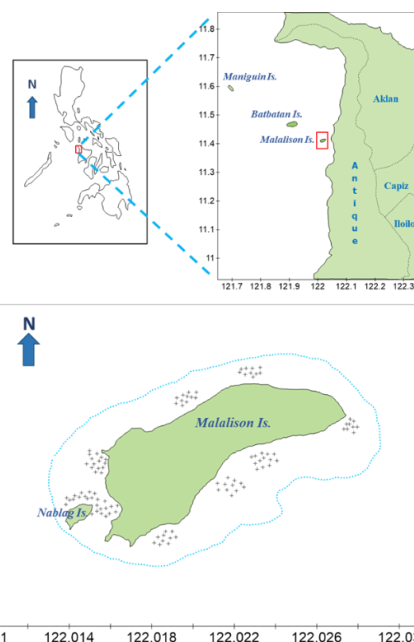 N
11.8
11.7
11.6
11.5
11.4
11.3
11.2
11.1
11
Maniguin Is.
Batbatan Is.
Malalison Is.
Aklan
Antique
Capiz
Iloilo
121.7 121.8 121.9 122 122.1 122.2 122.3
N
Malalison Is.
Nablag Is.
122.014 122.018 122.022 122.026